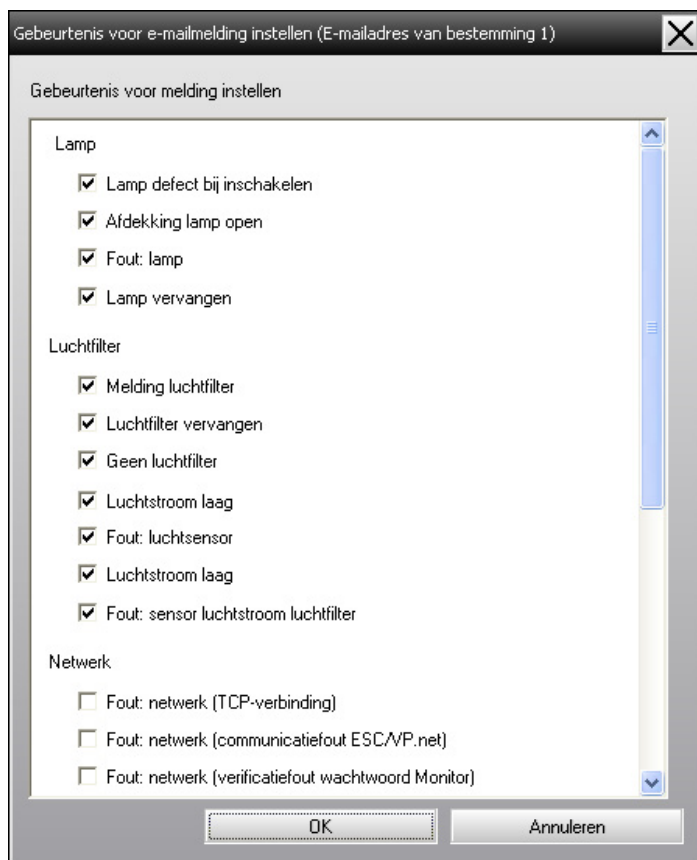 Gebeurtenis voor e-mailmelding instellen (E-mailadres van bestemming 1)
Gebeurtenis voor melding instellen
Lamp
Lamp defect bij inschakelen
Afdekking lamp open
Fout: lamp
Lamp vervangen
Luchtfilter
Melding luchtfilter
Luchtfilter vervangen
Geen luchtfilter
Luchtstroom laag
Fout: luchtsensor
Luchtstroom laag
Fout: sensor luchtstroom luchtfilter
Netwerk
Fout: netwerk (TCP-verbinding)
Fout: netwerk (communicatiefout ESC/VP.net)
Fout: netwerk (verificatiefout wachtwoord Monitor)
OK
Annuleren